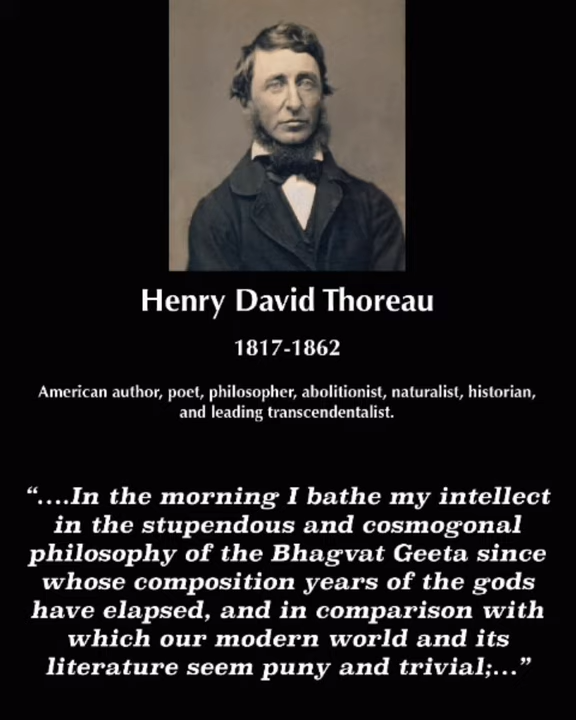 Henry David Thoreau
1817-1862
American author, poet, philosopher, abolitionist, naturalist, historian,
and leading transcendentalist.
“....In the morning I bathe my intellect
in the stupendous and cosmogonal
philosophy of the Bhagvat Geeta since
whose composition years of the gods
have elapsed, and in comparison with
which our modern world and its
literature seem puny and trivial;...”